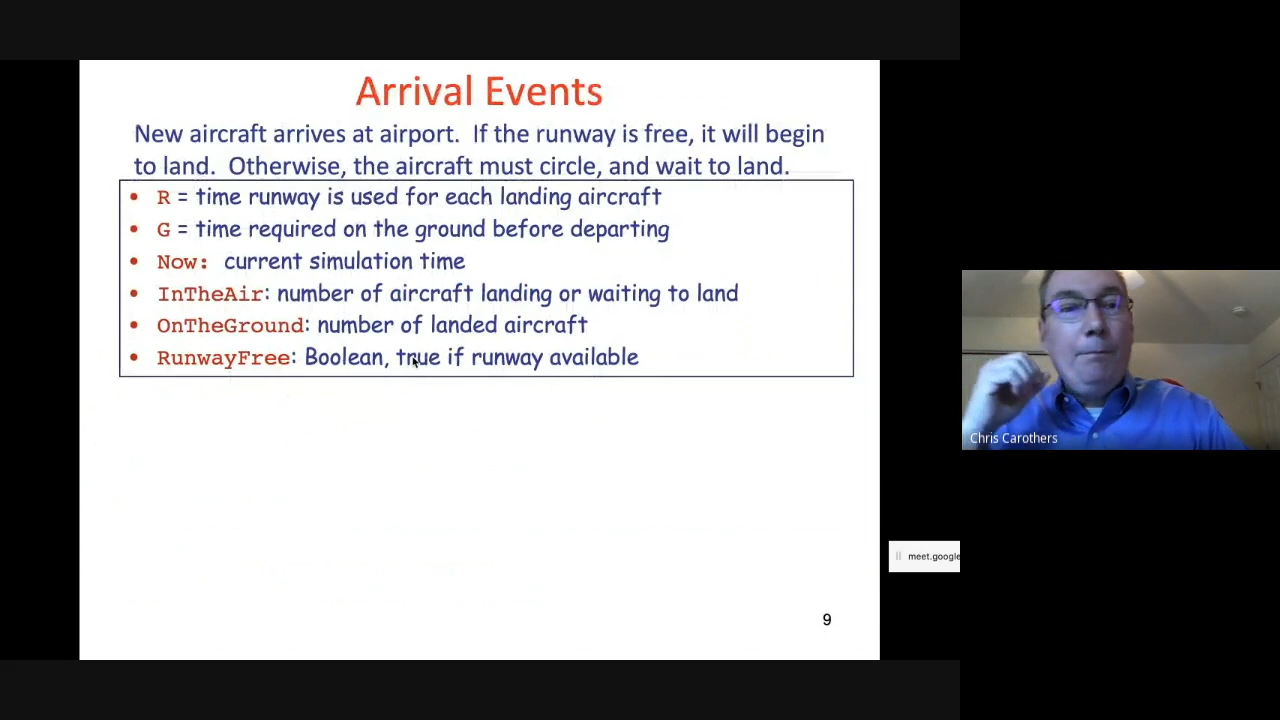 Arrival Events
New aircraft arrives at airport. If the runway is free, it will begin
to land. Otherwise, the aircraft must circle, and wait to land.
• R = time runway is used for each landing aircraft
• G = time required on the ground before departing
• Now: current simulation time
• InTheAir: number of aircraft landing or waiting to land
• OnTheGround: number of landed aircraft
• RunwayFree: Boolean, true if runway available
Chris Carothers
meet.google
9